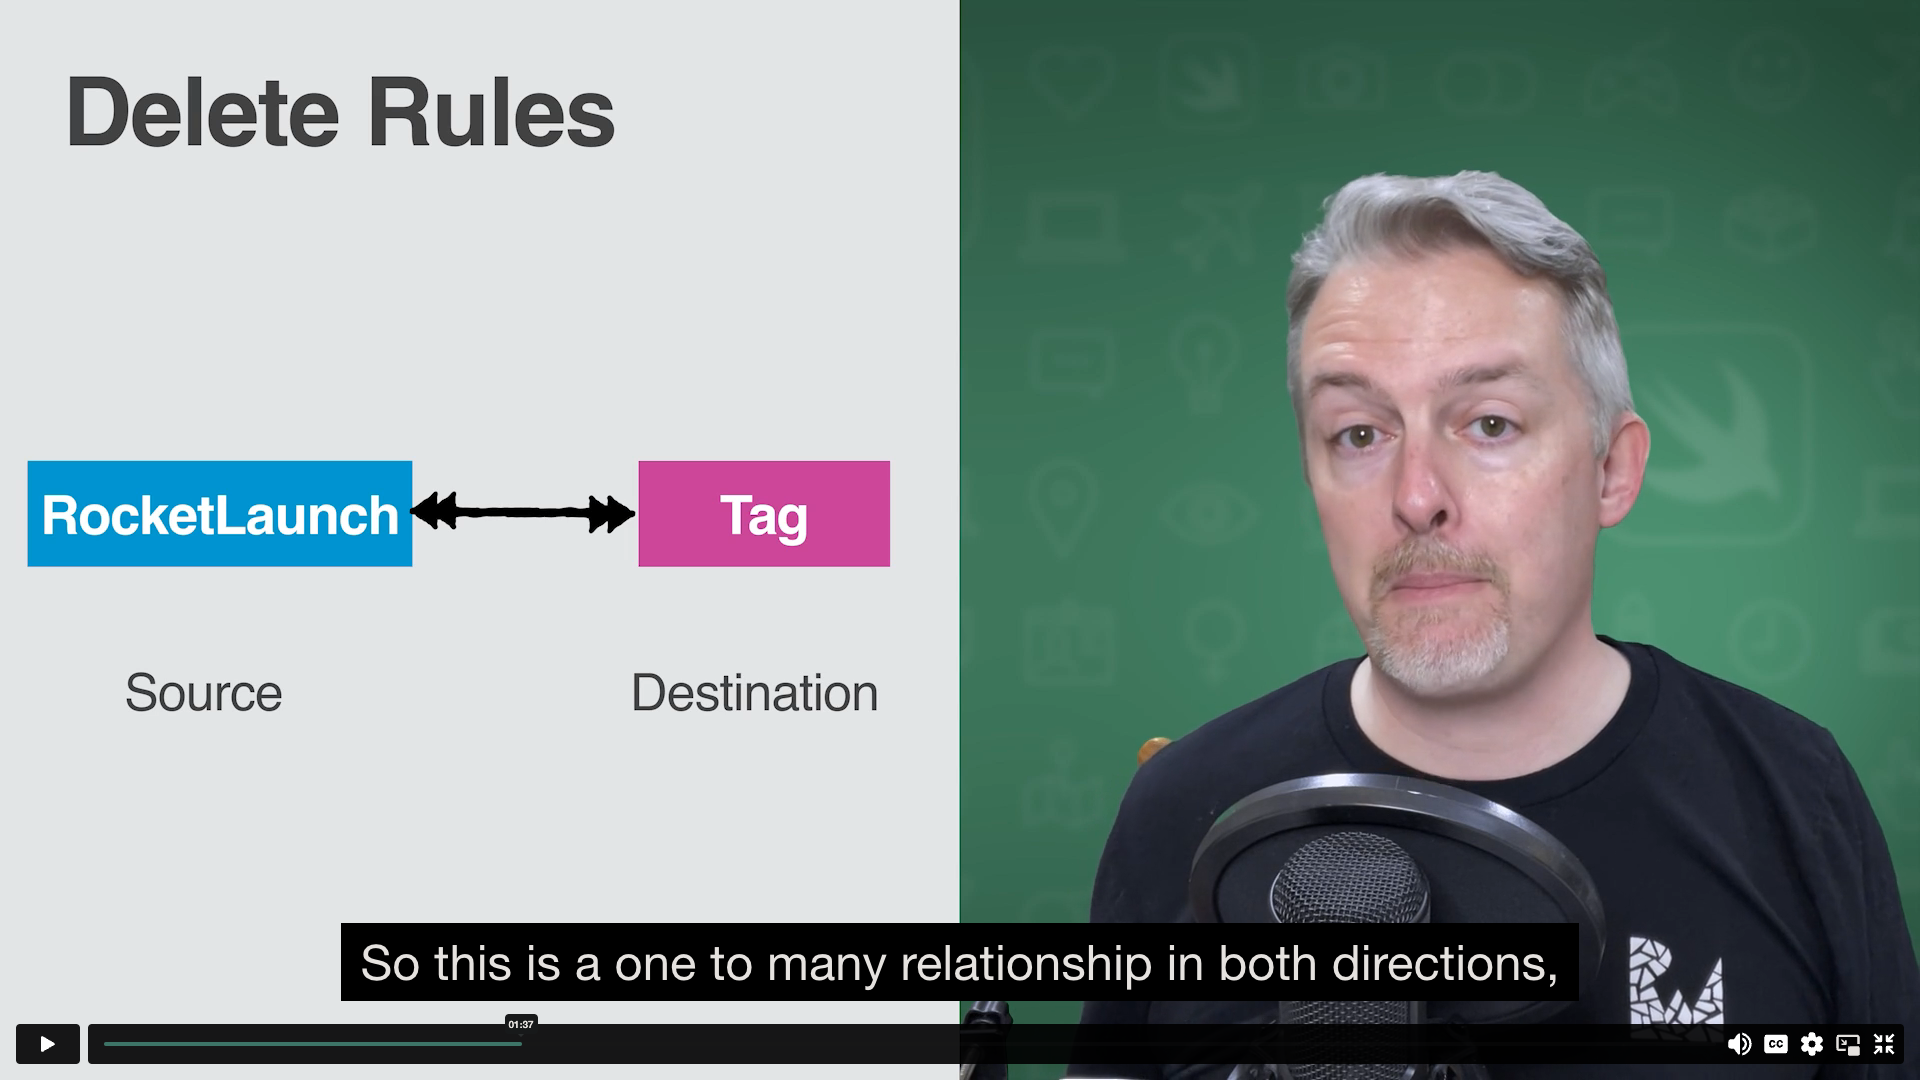 Delete Rules
RocketLaunch
Tag
Source
Destination
So this is a one to many relationship in both directions,
01:37
CC